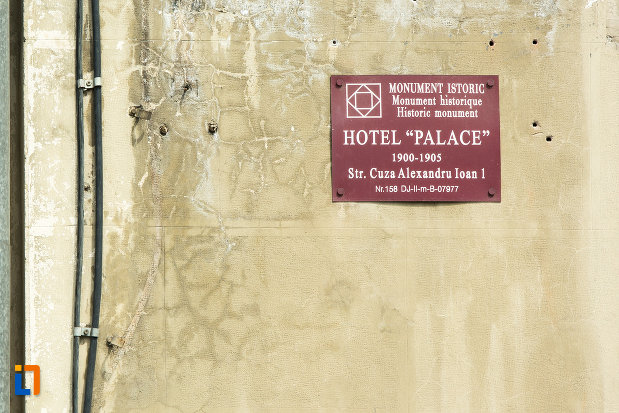 MONUMENT ISTORIC
Monument historique
Historic monument
HOTEL “PALACE”
1900-1905
Str. Cuza Alexandru Ioan 1
Nr.158 DJ-II-m-B-07977